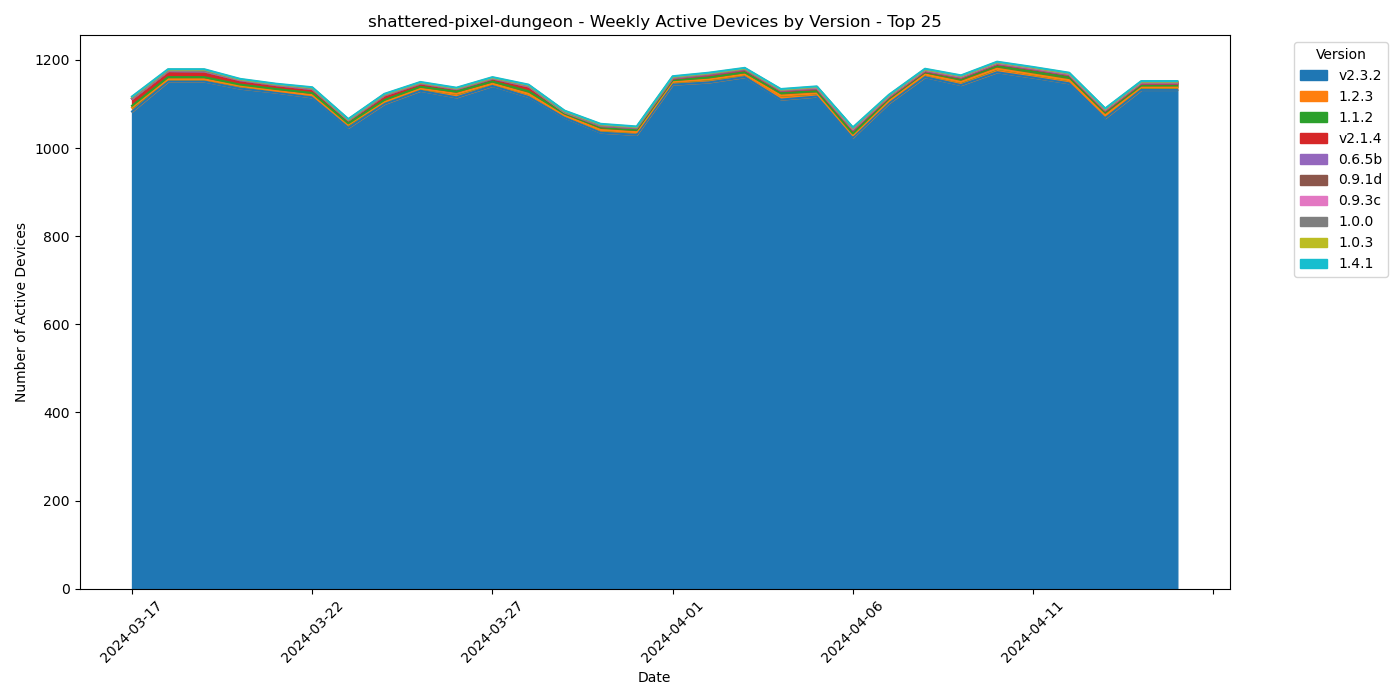 shattered-pixel-dungeon - Weekly Active Devices by Version - Top 25
Number of Active Devices
1200
1000
800
600
400
200
0
2024-03-17
2024-03-22
2024-03-27
2024-04-01
2024-04-06
2024-04-11
Date
Version
v2.3.2
1.2.3
1.1.2
v2.1.4
0.6.5b
0.9.1d
0.9.3c
1.0.0
1.0.3
1.4.1